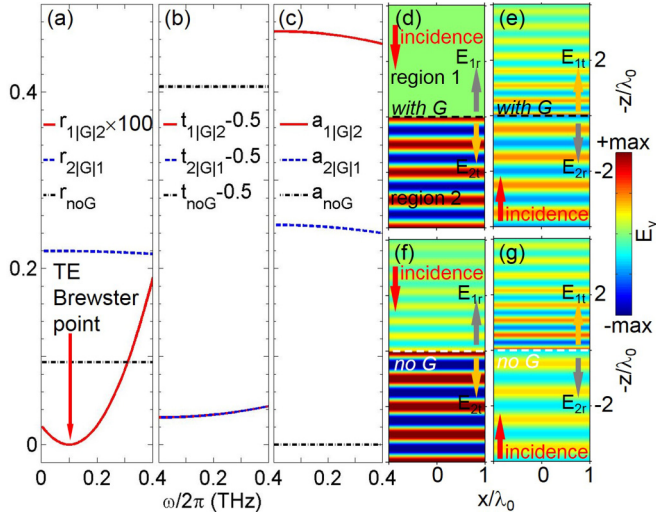 (a)
0.4
r1|G|2×100
r2|G|1
rnoG
0.2
TE
Brewster
point
0
0
0.2
0.4
(b)
t1|G|2-0.5
t2|G|1-0.5
tnoG-0.5
0.4
0.2
ω/2π (THz)
(c)
a1|G|2
a2|G|1
anoG
0.4
0.2
0.4
(d)
incidence
E1r
region 1
with G
E2t
region 2
(e)
E1t
with G
E2r
incidence
2
-2
-z/λ0
+max
Ey
-max
(f)
incidence
E1r
no G
E2t
-1
0
1
(g)
E1t
no G
E2r
incidence
2
-2
-z/λ0
0
1
x/λ0